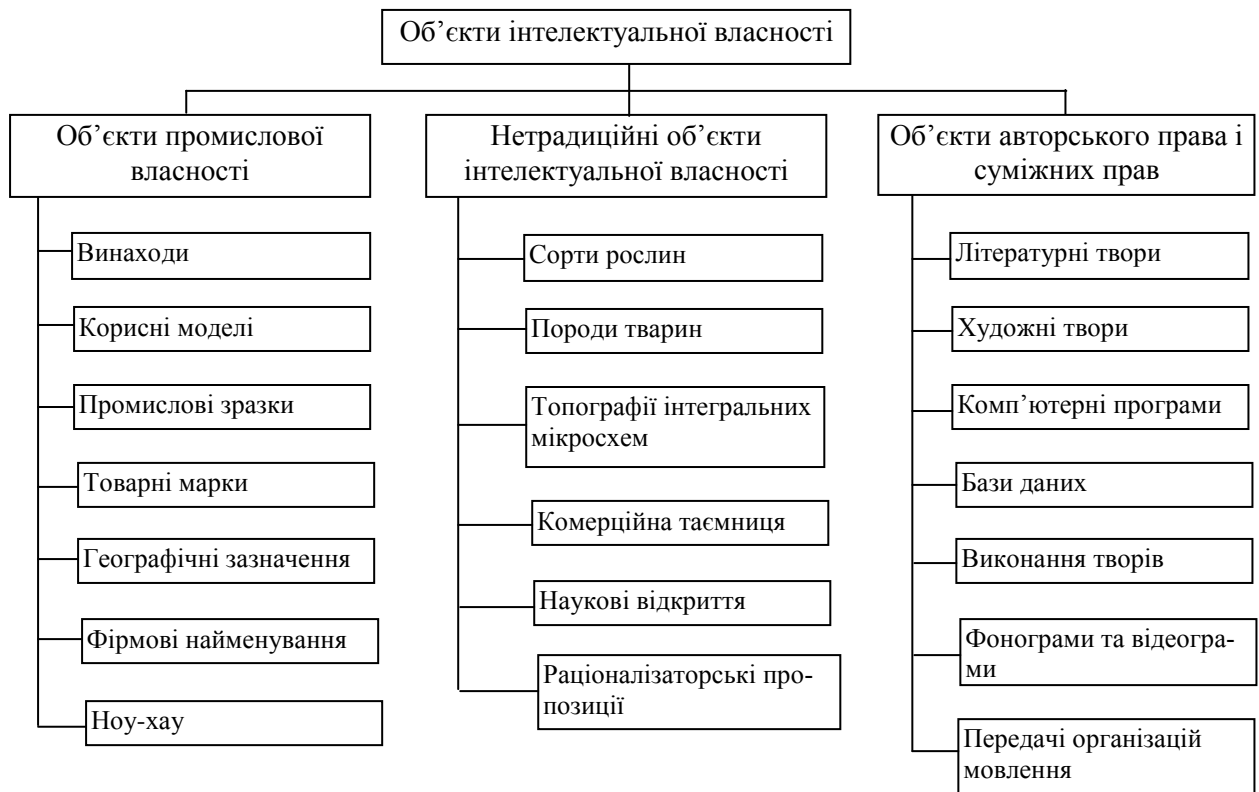 Об’єкти інтелектуальної власності
Об’єкти промислової
власності
Винаходи
Корисні моделі
Промислові зразки
Товарні марки
Географічні зазначення
Фірмові найменування
Ноу-хау
Нетрадиційні об’єкти
інтелектуальної власності
Сорти рослин
Породи тварин
Топографії інтегральних
мікросхем
Комерційна таємниця
Наукові відкриття
Раціоналізаторські про-
позиції
Об’єкти авторського права і
суміжних прав
Літературні твори
Художні твори
Комп’ютерні програми
Бази даних
Виконання творів
Фонограми та відеогра-
ми
Передачі організацій
мовлення